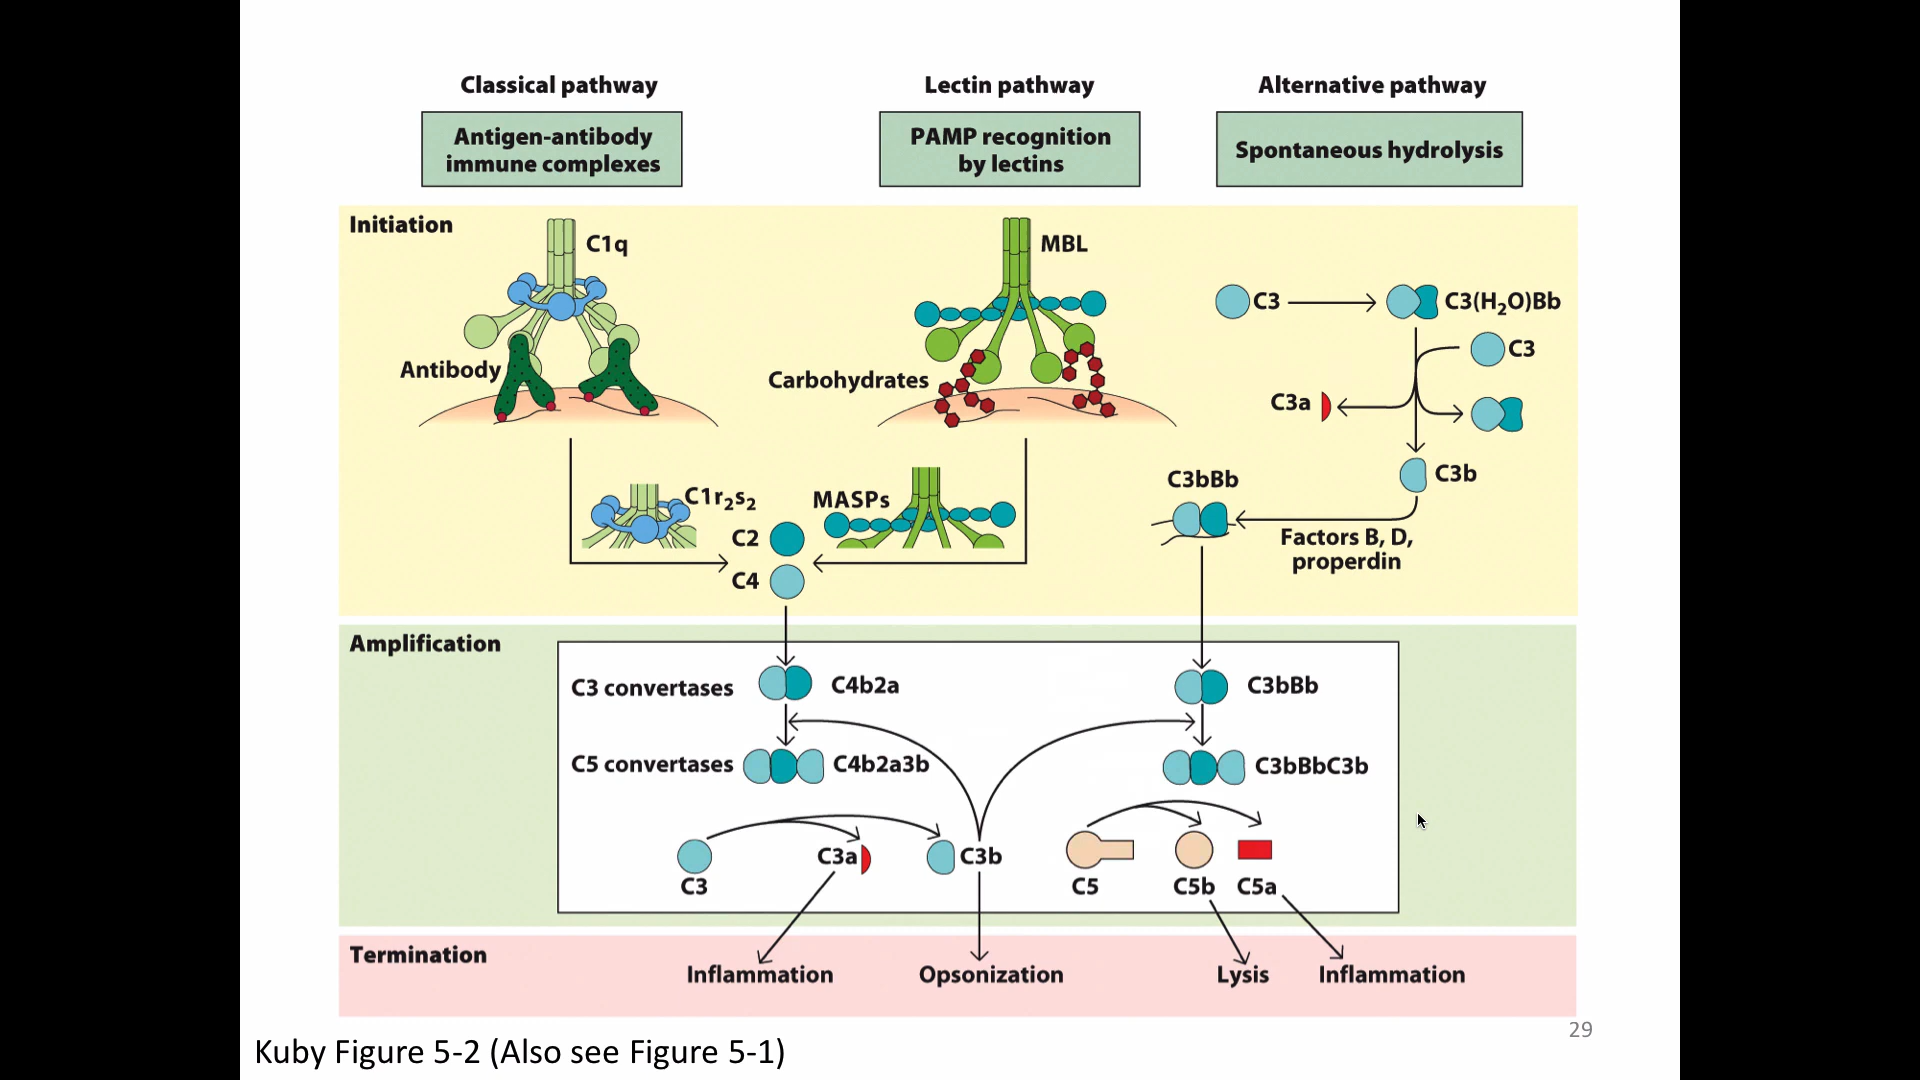 Classical pathway
Lectin pathway
Alternative pathway
Antigen-antibody
immune complexes
PAMP recognition
by lectins
Spontaneous hydrolysis
Initiation
C1q
MBL
Antibody
Carbohydrates
C3
C3(H₂O)Bb
C3
C3a
C3b
C3bBb
Factors B, D,
properdin
C1r₂s₂
MASPs
C2
C4
Amplification
C3 convertases
C4b2a
C3bBb
C5 convertases
C4b2a3b
C3bBbC3b
C3
C3a
C3b
C5
C5b
C5a
Termination
Inflammation
Opsonization
Lysis
Inflammation
29
Kuby Figure 5-2 (Also see Figure 5-1)